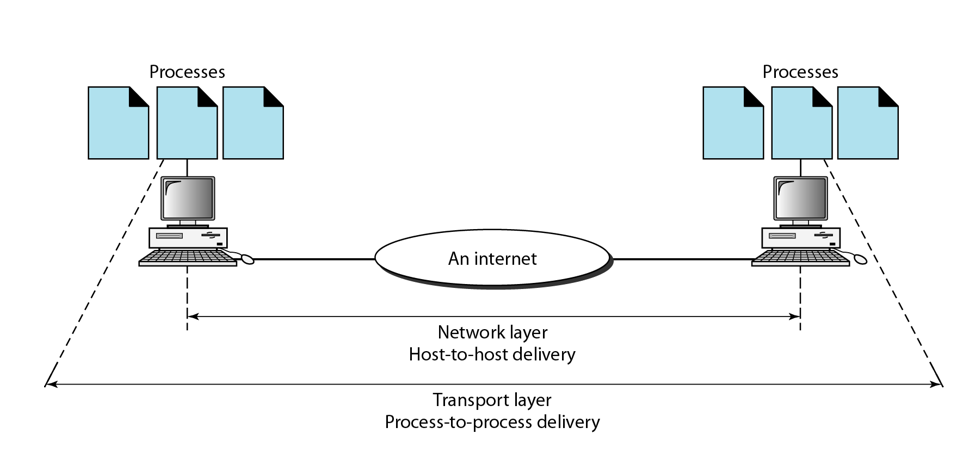 Processes
Processes
An internet
Network layer
Host-to-host delivery
Transport layer
Process-to-process delivery